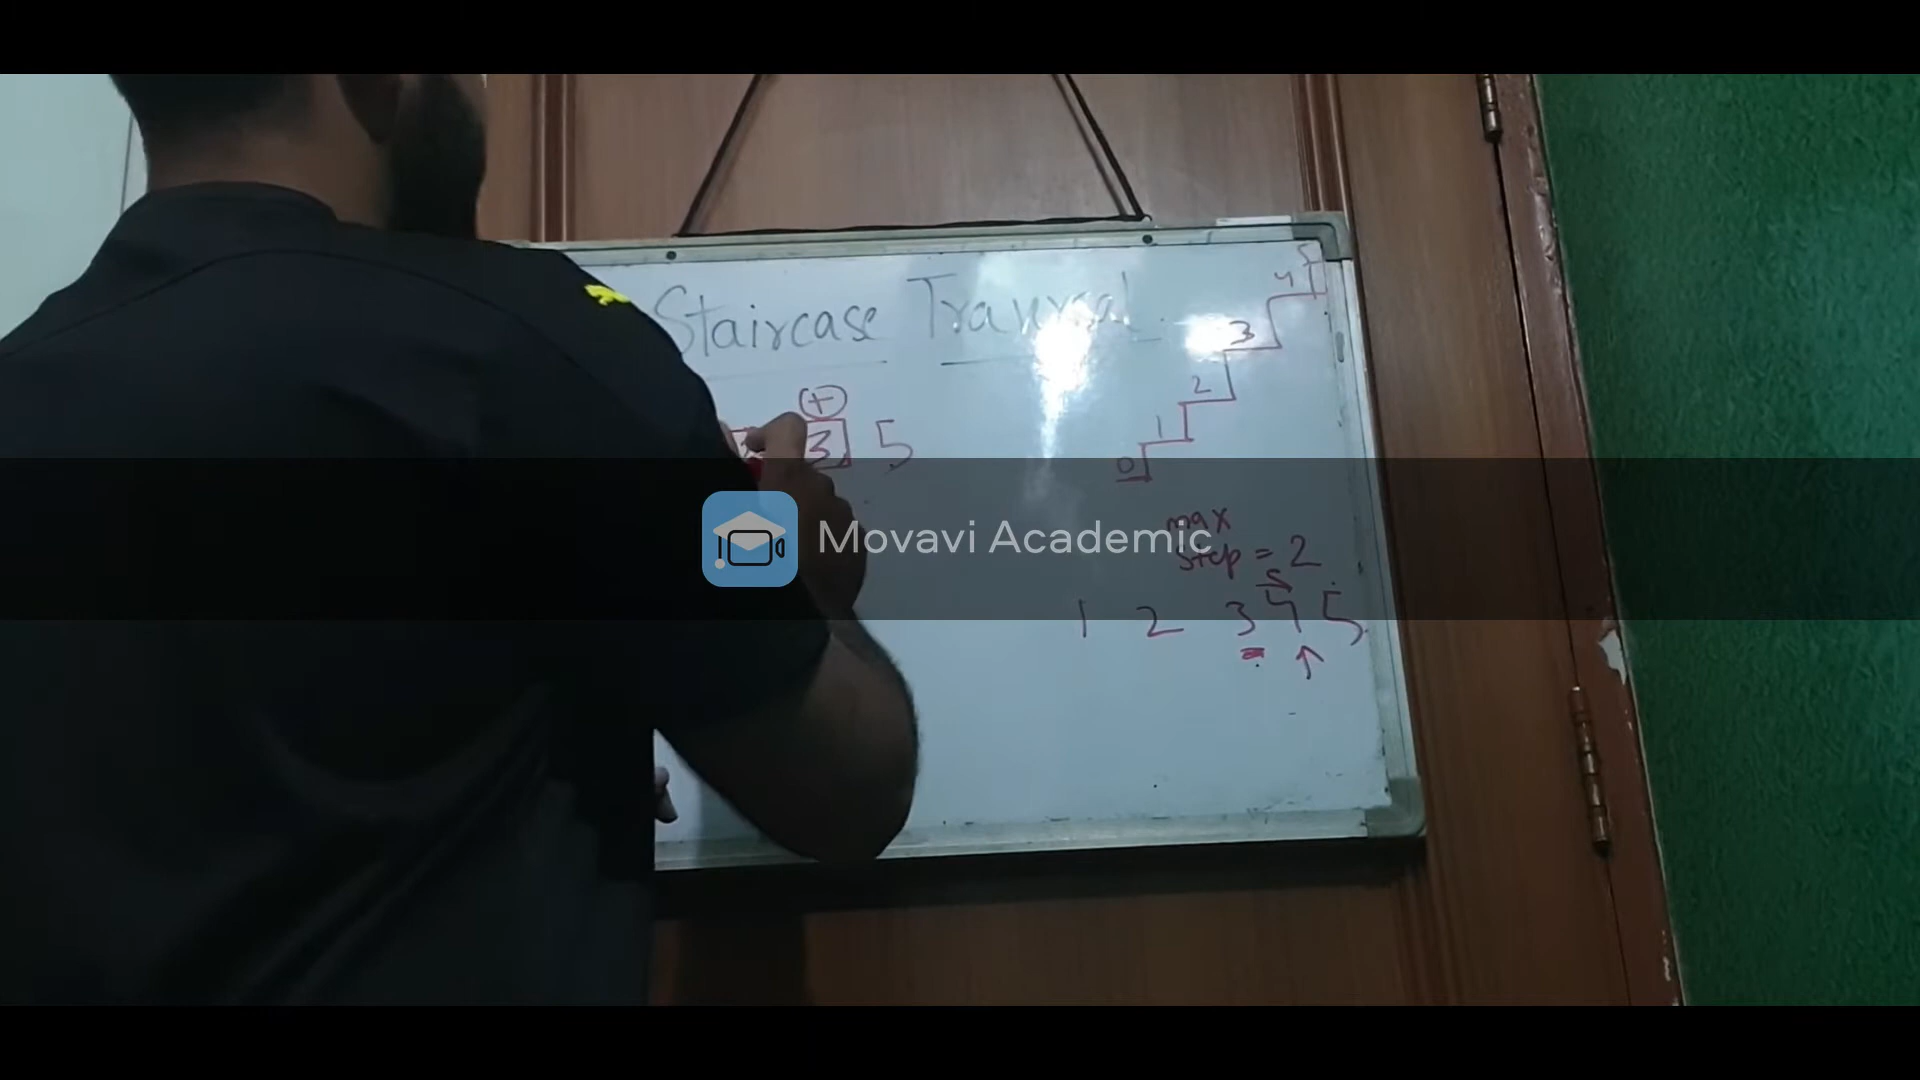 Staircase Traversal
5
4
3
2
1
0
(+)
3 5
Movavi Academic
max
step = 2
5
1 2 3 4 5